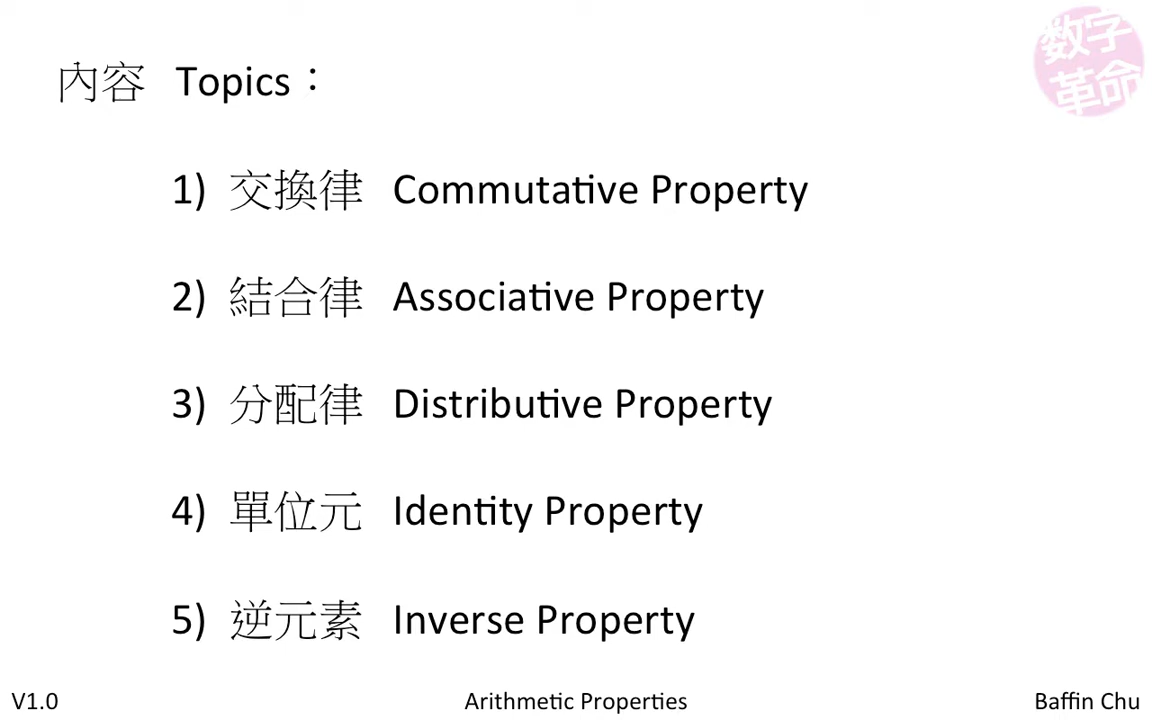 数字
革命
內容 Topics：
1) 交換律 Commutative Property
2) 結合律 Associative Property
3) 分配律 Distributive Property
4) 單位元 Identity Property
5) 逆元素 Inverse Property
V1.0 Arithmetic Properties Baffin Chu